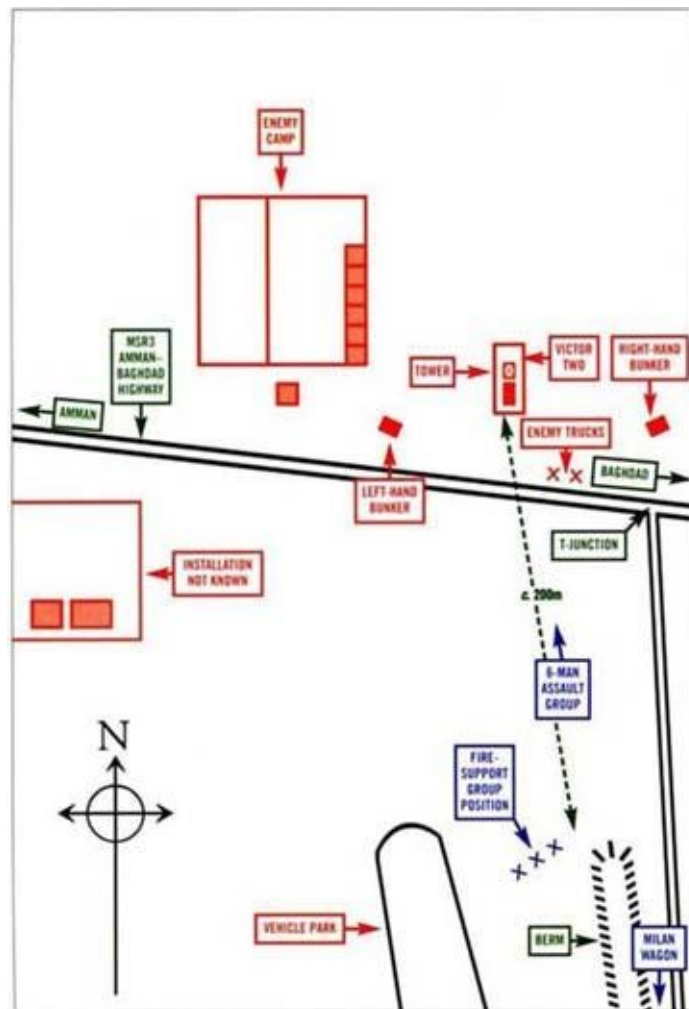 ENEMY
CAMP
MSR3
AMMAN–
BAGHDAD
HIGHWAY
AMMAN
TOWER
VICTOR
TWO
RIGHT-HAND
BUNKER
ENEMY TRUCKS
BAGHDAD
LEFT-HAND
BUNKER
T-JUNCTION
INSTALLATION
NOT KNOWN
c. 200m
6-MAN
ASSAULT
GROUP
N
FIRE-
SUPPORT
GROUP
POSITION
VEHICLE PARK
BERM
MILAN
WAGON